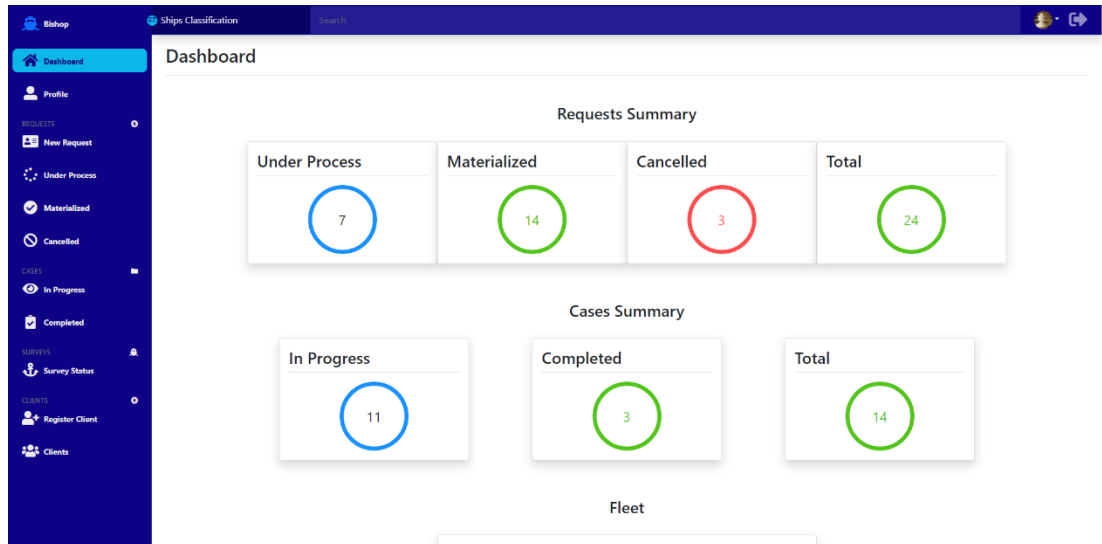 Bishop
Ships Classification
Search
Dashboard
Profile
REQUESTS
New Request
Under Process
Materialized
Cancelled
CASES
In Progress
Completed
SURVEYS
Survey Status
CLIENTS
Register Client
Clients
Dashboard
Requests Summary
Under Process
Materialized
Cancelled
Total
7
14
3
24
Cases Summary
In Progress
Completed
Total
11
3
14
Fleet